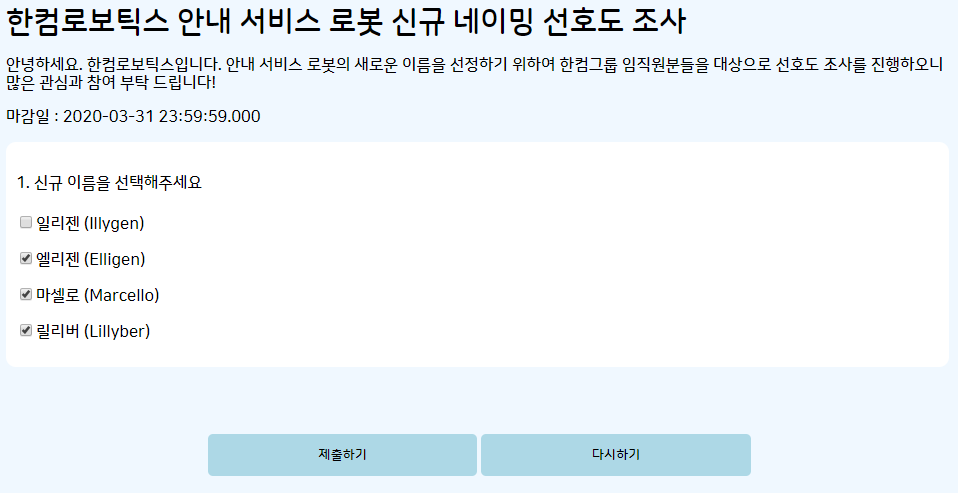 한컴로보틱스 안내 서비스 로봇 신규 네이밍 선호도 조사
안녕하세요. 한컴로보틱스입니다. 안내 서비스 로봇의 새로운 이름을 선정하기 위하여 한컴그룹 임직원분들을 대상으로 선호도 조사를 진행하오니
많은 관심과 참여 부탁 드립니다!
마감일 : 2020-03-31 23:59:59.000
1. 신규 이름을 선택해주세요
일리젠 (Illygen)
엘리젠 (Elligen)
마셀로 (Marcello)
릴리버 (Lillyber)
제출하기 다시하기